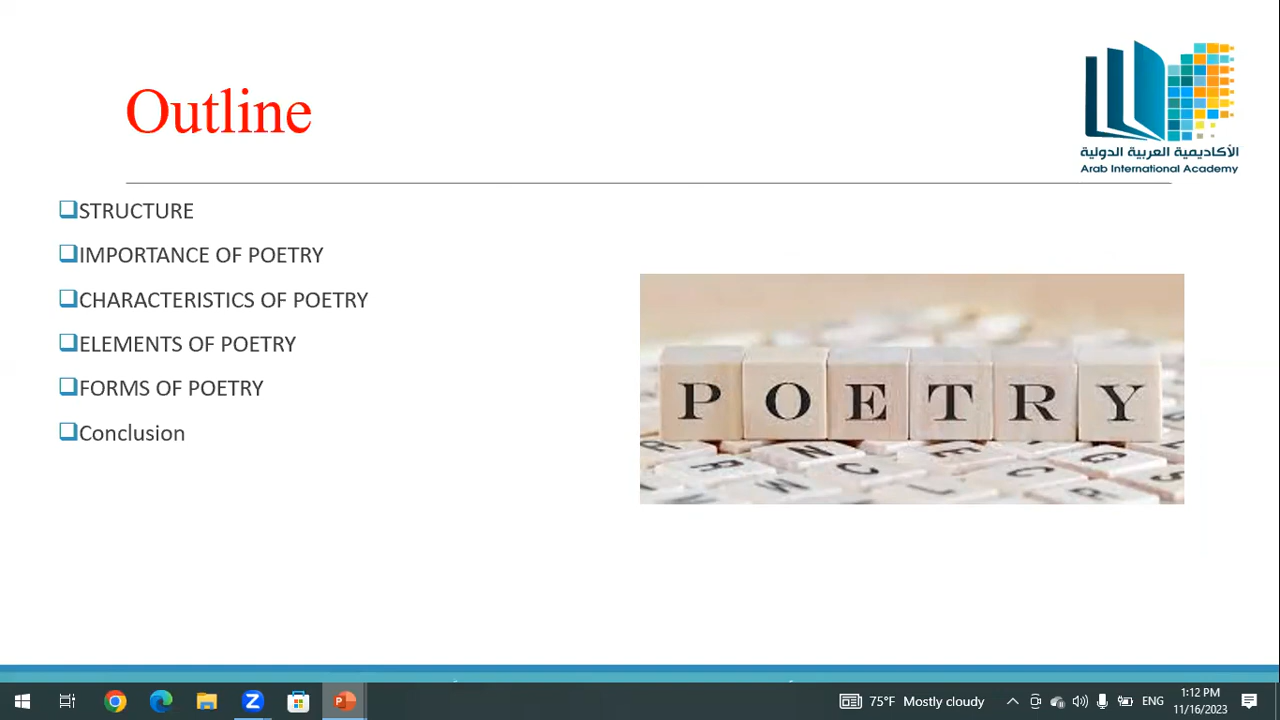 Outline
الأكاديمية العربية الدولية
Arab International Academy
STRUCTURE
IMPORTANCE OF POETRY
CHARACTERISTICS OF POETRY
ELEMENTS OF POETRY
FORMS OF POETRY
Conclusion
POETRY
75°F Mostly cloudy
ENG
1:12 PM
11/16/2023